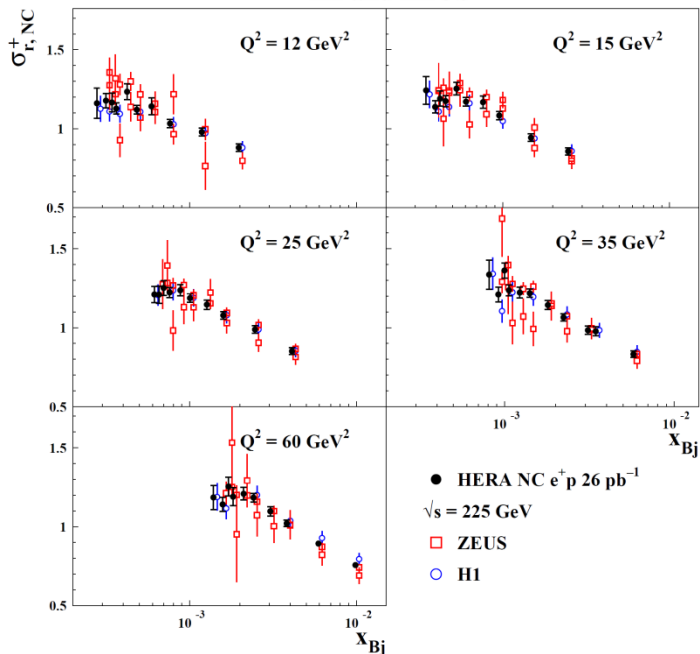 σ⁺r, NC
Q² = 12 GeV²
Q² = 15 GeV²
1.5
1
0.5
Q² = 25 GeV²
Q² = 35 GeV²
1.5
1
0.5
Q² = 60 GeV²
1.5
1
0.5
10⁻³
10⁻²
xBj
10⁻³
10⁻²
xBj
HERA NC e⁺p 26 pb⁻¹
√s = 225 GeV
ZEUS
H1